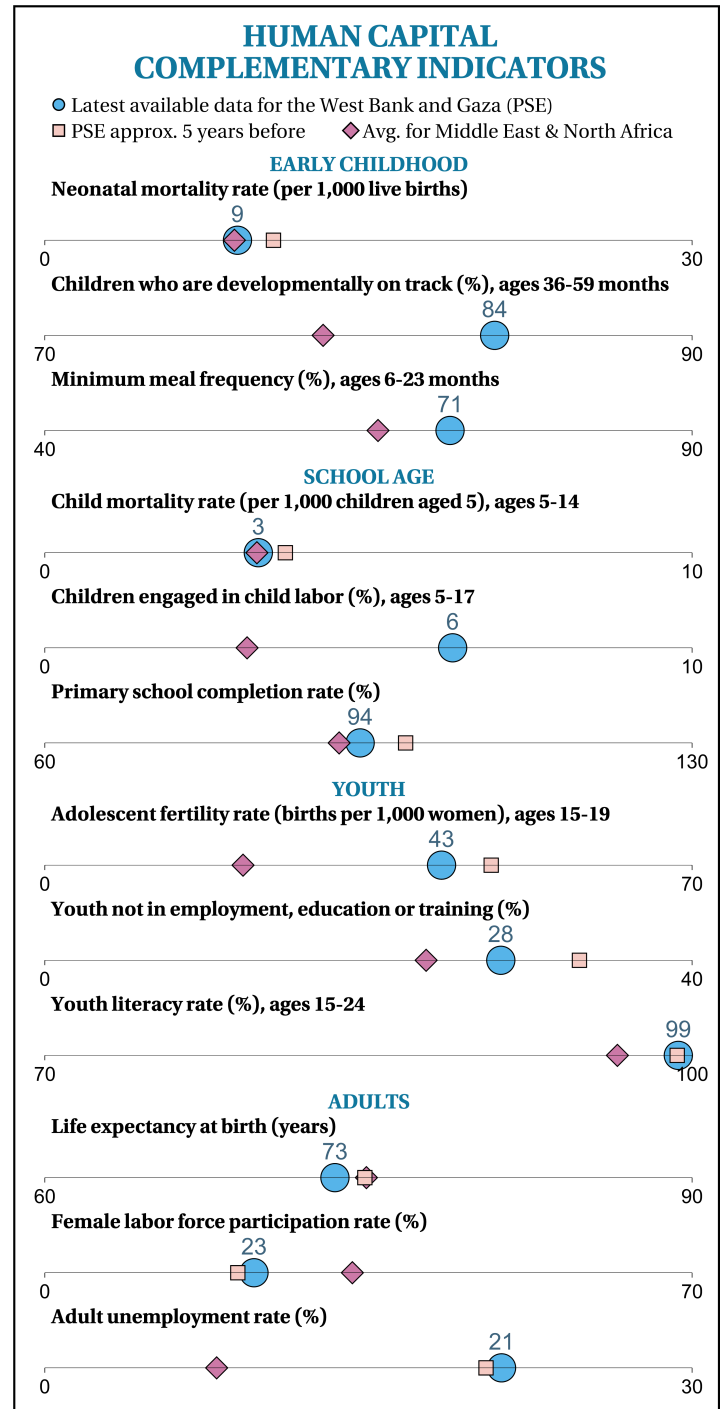 HUMAN CAPITAL
COMPLEMENTARY INDICATORS
Latest available data for the West Bank and Gaza (PSE)
PSE approx. 5 years before Avg. for Middle East & North Africa
EARLY CHILDHOOD
Neonatal mortality rate (per 1,000 live births)
9
0 30
Children who are developmentally on track (%), ages 36-59 months
84
70 90
Minimum meal frequency (%), ages 6-23 months
71
40 90
SCHOOL AGE
Child mortality rate (per 1,000 children aged 5), ages 5-14
3
0 10
Children engaged in child labor (%), ages 5-17
6
0 10
Primary school completion rate (%)
94
60 130
YOUTH
Adolescent fertility rate (births per 1,000 women), ages 15-19
43
0 70
Youth not in employment, education or training (%)
28
0 40
Youth literacy rate (%), ages 15-24
99
70 100
ADULTS
Life expectancy at birth (years)
73
60 90
Female labor force participation rate (%)
23
0 70
Adult unemployment rate (%)
21
0 30